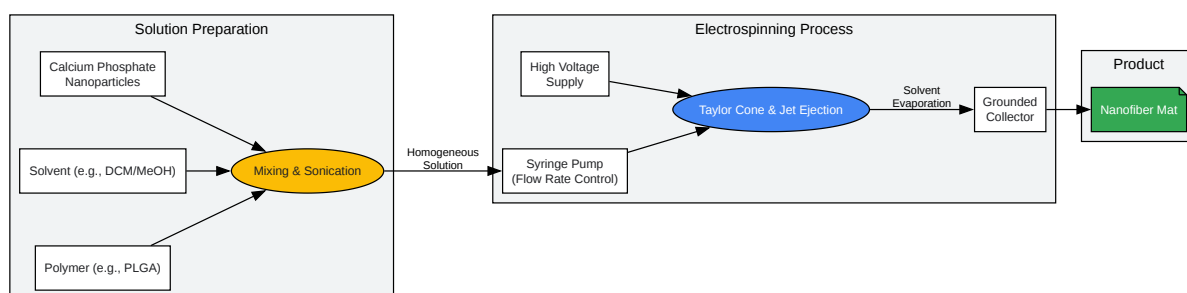 Solution Preparation
Calcium Phosphate
Nanoparticles
Solvent (e.g., DCM/MeOH)
Polymer (e.g., PLGA)
Mixing & Sonication
Homogeneous
Solution
Electrospinning Process
High Voltage
Supply
Syringe Pump
(Flow Rate Control)
Taylor Cone & Jet Ejection
Solvent
Evaporation
Grounded
Collector
Product
Nanofiber Mat